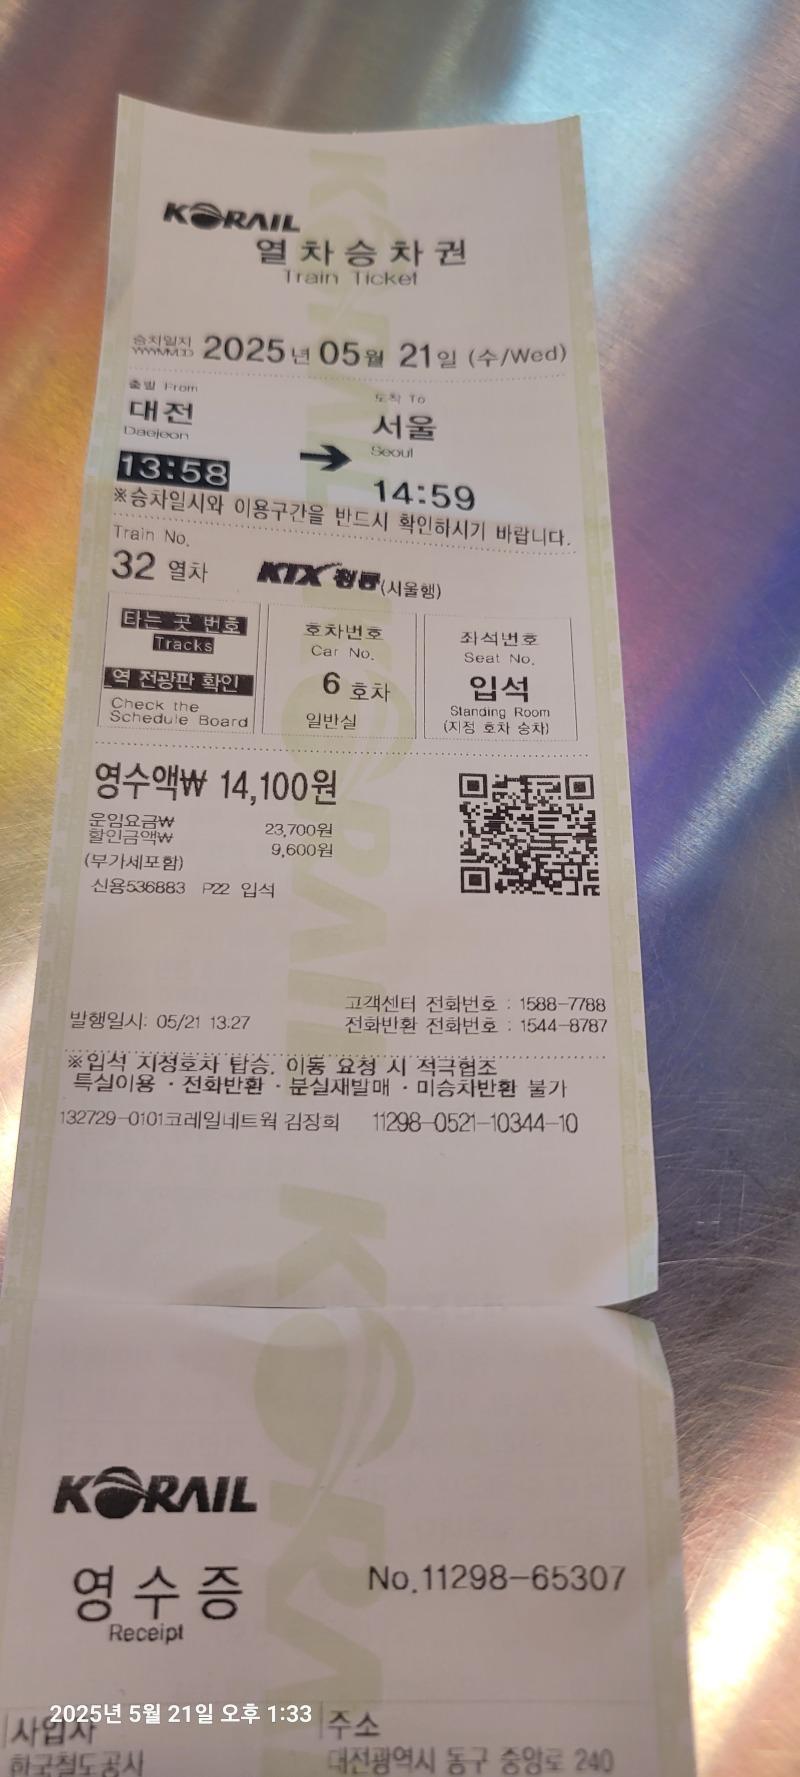 KORAIL
열차승차권
Train Ticket
승차일자 2025년 05월 21일 (수/Wed)
YYYYMMDD
출발 From 도착 To
대전 서울
Daejeon Seoul
13:58 → 14:59
※승차일시와 이용구간을 반드시 확인하시기 바랍니다.
Train No.
32 열차 KTX 청룡(서울행)
타는 곳 번호 호차번호 좌석번호
Tracks Car No. Seat No.
역 전광판 확인 6 호차 입석
Check the Standing Room
Schedule Board 일반실 (지정 호차 승차)
영수액₩ 14,100원
운임요금₩ 23,700원
할인금액₩ 9,600원
(부가세포함)
신용536883 P22 입석
고객센터 전화번호 : 1588-7788
발행일시: 05/21 13:27 전화반환 전화번호 : 1544-8787
※입석 지정호차 탑승. 이동 요청 시 적극협조
특실이용 · 전화반환 · 분실재발매 · 미승차반환 불가
132729-0101코레일네트웍 김장회 11298-0521-10344-10
KORAIL
영수증 No.11298-65307
Receipt
2025년 5월 21일 오후 1:33
사업자 주소
한국철도공사 대전광역시 동구 중앙로 240